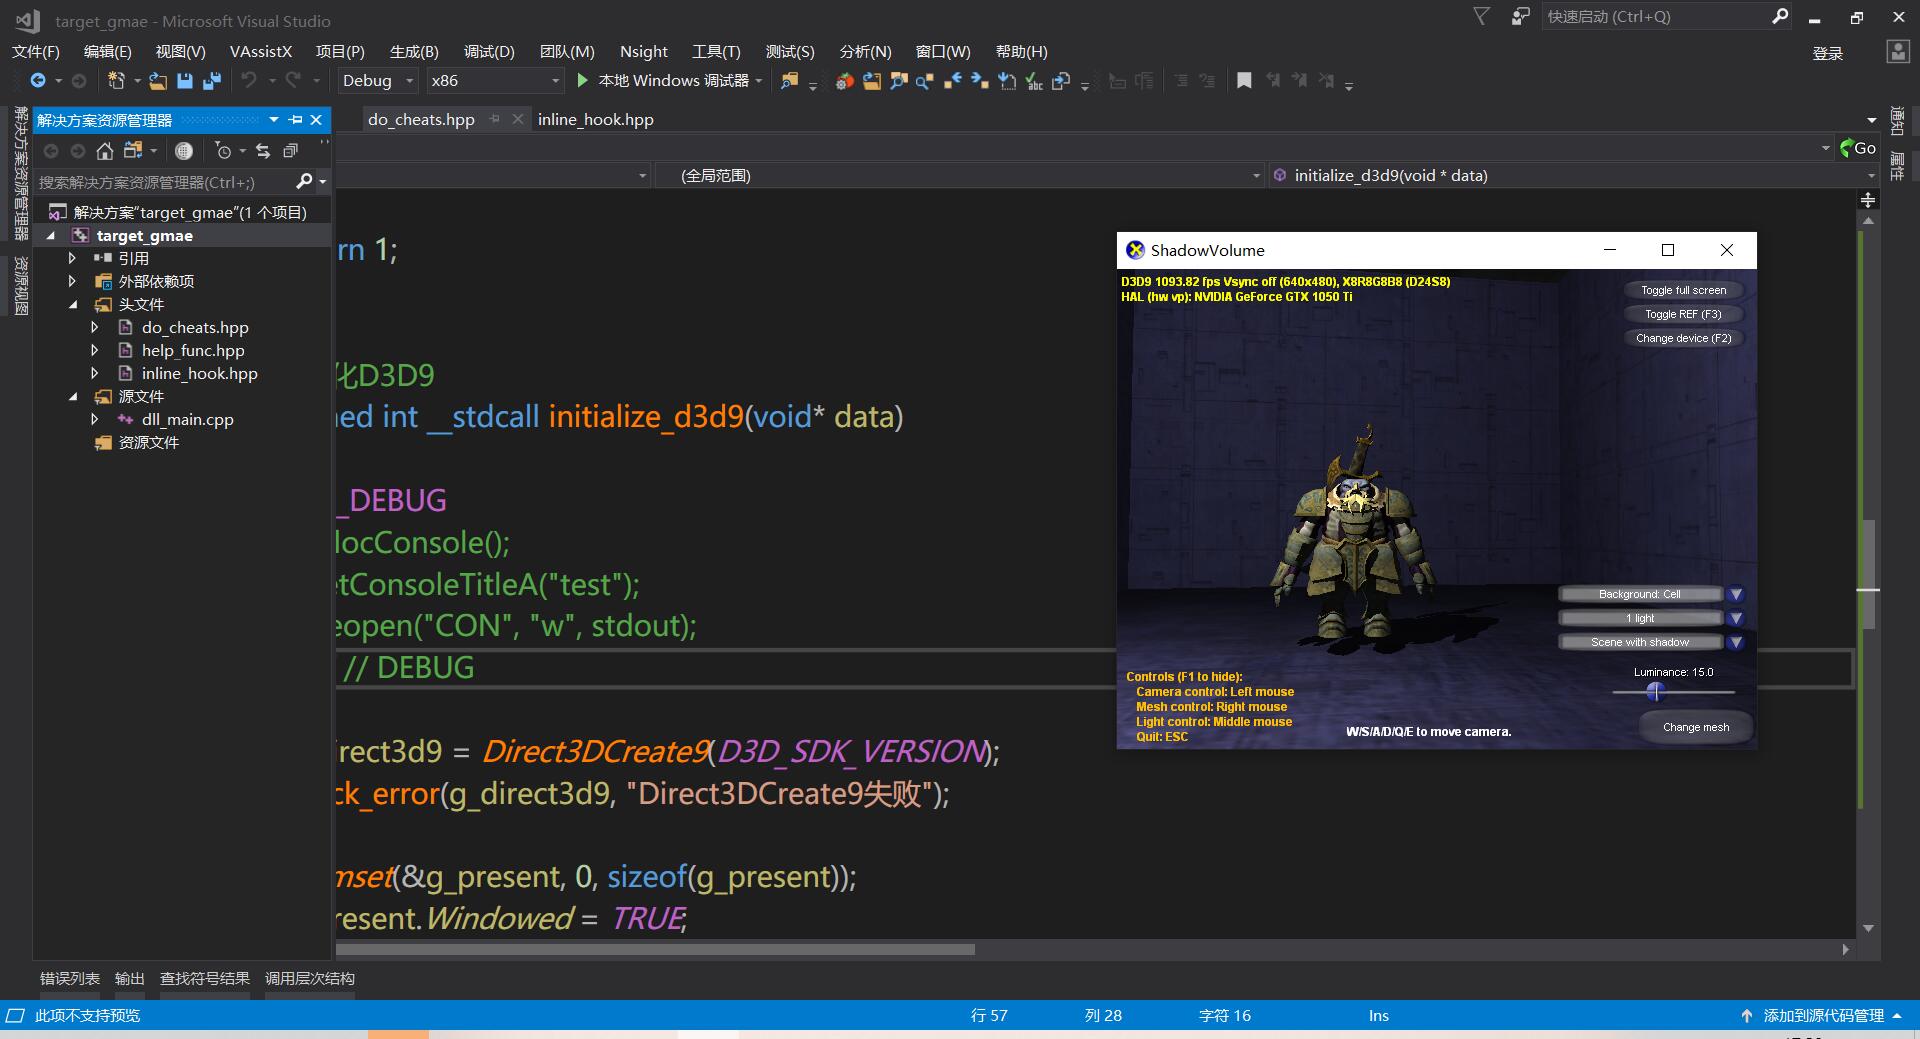 target_gmae - Microsoft Visual Studio
快速启动 (Ctrl+Q)
文件(F) 编辑(E) 视图(V) VAssistX 项目(P) 生成(B) 调试(D) 团队(M) Nsight 工具(T) 测试(S) 分析(N) 窗口(W) 帮助(H)
登录
Debug x86 本地 Windows 调试器
解决方案资源管理器
资源视图
解决方案资源管理器
搜索解决方案资源管理器(Ctrl+;)
解决方案"target_gmae"(1 个项目)
target_gmae
引用
外部依赖项
头文件
do_cheats.hpp
help_func.hpp
inline_hook.hpp
源文件
dll_main.cpp
资源文件
do_cheats.hpp inline_hook.hpp
Go
(全局范围) initialize_d3d9(void * data)
rn 1;
化D3D9
ned int __stdcall initialize_d3d9(void* data)
_DEBUG
locConsole();
etConsoleTitleA("test");
eopen("CON", "w", stdout);
// DEBUG
irect3d9 = Direct3DCreate9(D3D_SDK_VERSION);
ck_error(g_direct3d9, "Direct3DCreate9失败");
mset(&g_present, 0, sizeof(g_present));
resent.Windowed = TRUE;
ShadowVolume
D3D9 1093.82 fps Vsync off (640x480), X8R8G8B8 (D24S8)
HAL (hw vp): NVIDIA GeForce GTX 1050 Ti
Toggle full screen
Toggle REF (F3)
Change device (F2)
Background: Cell
1 light
Scene with shadow
Luminance: 15.0
Change mesh
Controls (F1 to hide):
Camera control: Left mouse
Mesh control: Right mouse
Light control: Middle mouse
Quit: ESC
W/S/A/D/Q/E to move camera.
通知
属性
错误列表 输出 查找符号结果 调用层次结构
此项不支持预览 行 57 列 28 字符 16 Ins 添加到源代码管理